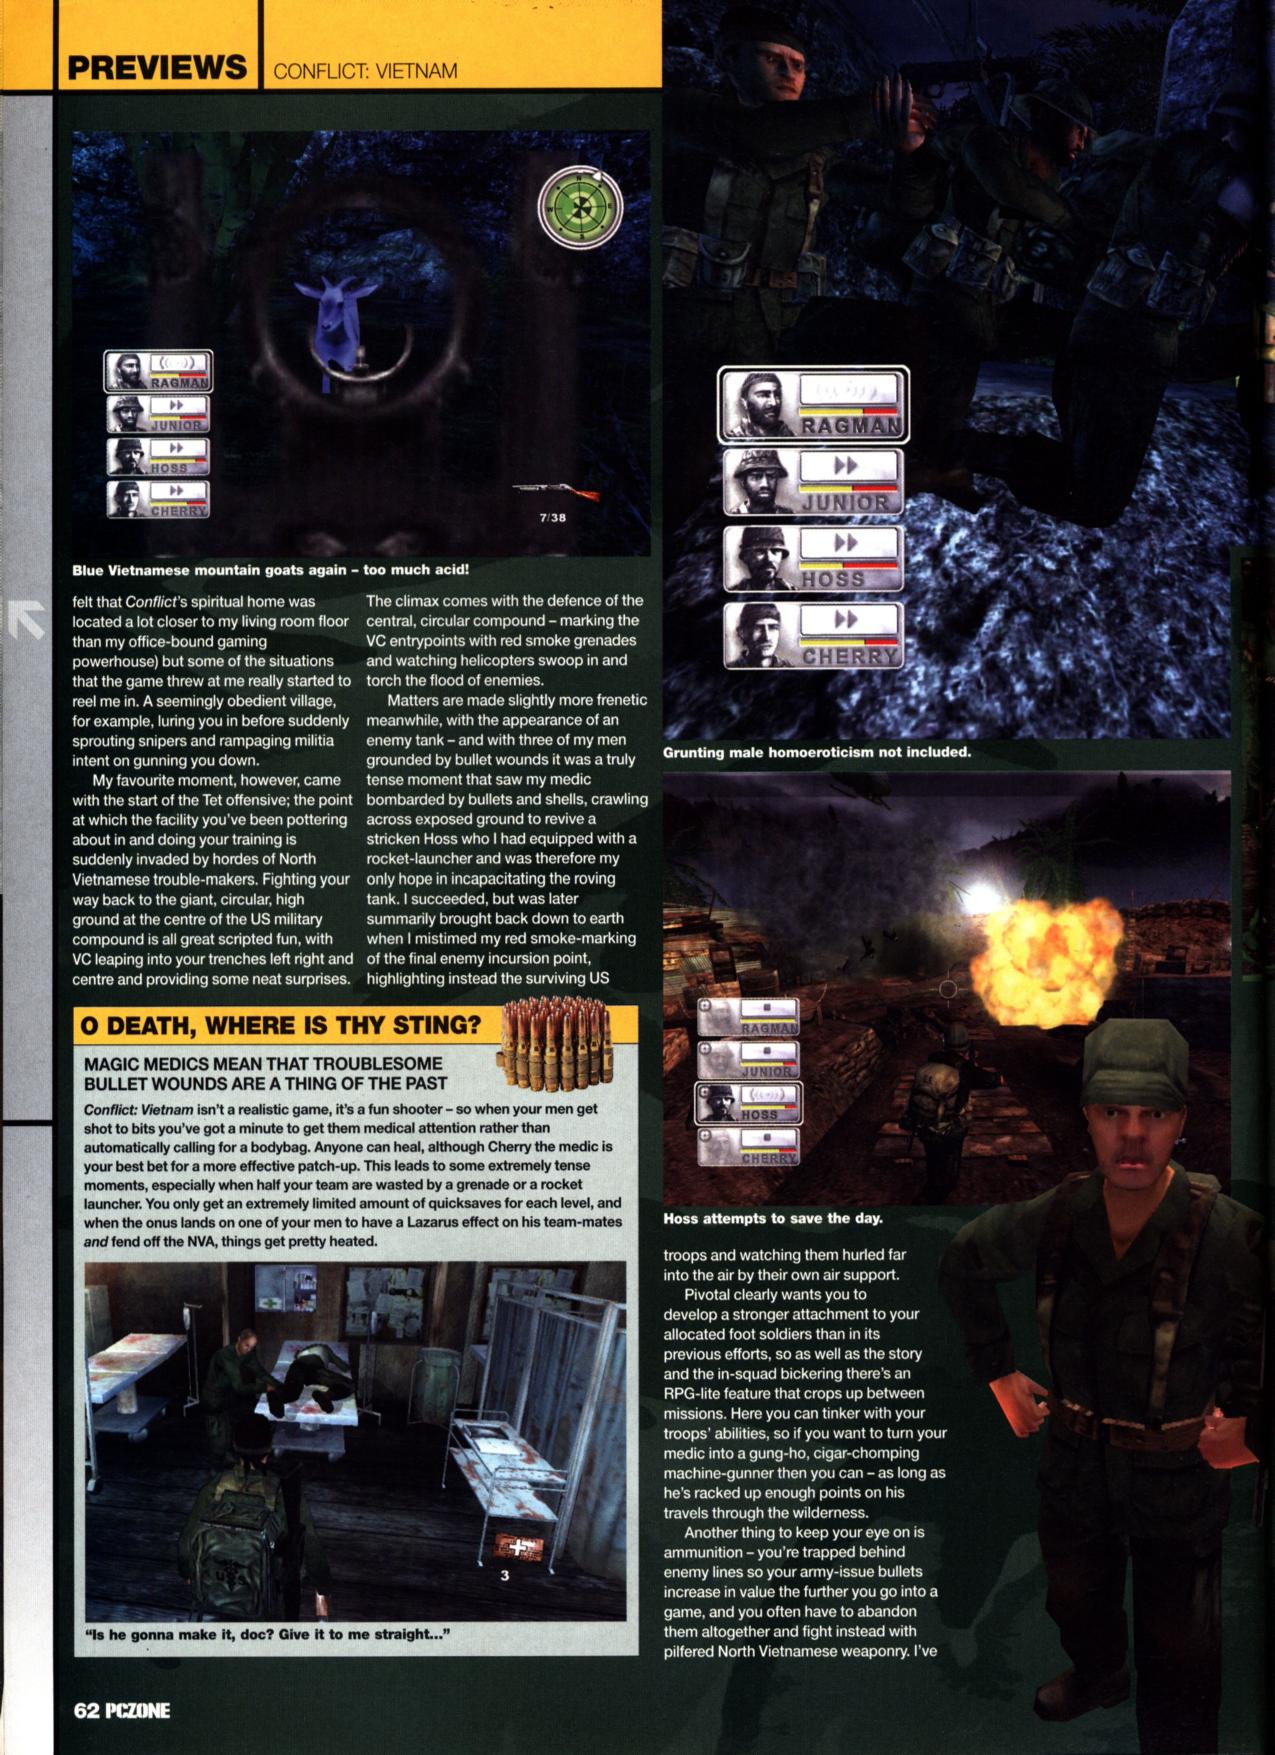 PREVIEWS
CONFLICT: VIETNAM
N
W
E
S
RAGMAN
JUNIOR
HOSS
CHERRY
7/38
Blue Vietnamese mountain goats again – too much acid!
felt that Conflict's spiritual home was
located a lot closer to my living room floor
than my office-bound gaming
powerhouse) but some of the situations
that the game threw at me really started to
reel me in. A seemingly obedient village,
for example, luring you in before suddenly
sprouting snipers and rampaging militia
intent on gunning you down.
My favourite moment, however, came
with the start of the Tet offensive; the point
at which the facility you've been pottering
about in and doing your training is
suddenly invaded by hordes of North
Vietnamese trouble-makers. Fighting your
way back to the giant, circular, high
ground at the centre of the US military
compound is all great scripted fun, with
VC leaping into your trenches left right and
centre and providing some neat surprises.
The climax comes with the defence of the
central, circular compound – marking the
VC entrypoints with red smoke grenades
and watching helicopters swoop in and
torch the flood of enemies.
Matters are made slightly more frenetic
meanwhile, with the appearance of an
enemy tank – and with three of my men
grounded by bullet wounds it was a truly
tense moment that saw my medic
bombarded by bullets and shells, crawling
across exposed ground to revive a
stricken Hoss who I had equipped with a
rocket-launcher and was therefore my
only hope in incapacitating the roving
tank. I succeeded, but was later
summarily brought back down to earth
when I mistimed my red smoke-marking
of the final enemy incursion point,
highlighting instead the surviving US
O DEATH, WHERE IS THY STING?
MAGIC MEDICS MEAN THAT TROUBLESOME
BULLET WOUNDS ARE A THING OF THE PAST
Conflict: Vietnam isn't a realistic game, it's a fun shooter – so when your men get
shot to bits you've got a minute to get them medical attention rather than
automatically calling for a bodybag. Anyone can heal, although Cherry the medic is
your best bet for a more effective patch-up. This leads to some extremely tense
moments, especially when half your team are wasted by a grenade or a rocket
launcher. You only get an extremely limited amount of quicksaves for each level, and
when the onus lands on one of your men to have a Lazarus effect on his team-mates
and fend off the NVA, things get pretty heated.
U S
3
“Is he gonna make it, doc? Give it to me straight...”
RAGMAN
JUNIOR
HOSS
CHERRY
Grunting male homoeroticism not included.
RAGMAN
JUNIOR
HOSS
CHERRY
Hoss attempts to save the day.
troops and watching them hurled far
into the air by their own air support.
Pivotal clearly wants you to
develop a stronger attachment to your
allocated foot soldiers than in its
previous efforts, so as well as the story
and the in-squad bickering there's an
RPG-lite feature that crops up between
missions. Here you can tinker with your
troops' abilities, so if you want to turn your
medic into a gung-ho, cigar-chomping
machine-gunner then you can – as long as
he's racked up enough points on his
travels through the wilderness.
Another thing to keep your eye on is
ammunition – you're trapped behind
enemy lines so your army-issue bullets
increase in value the further you go into a
game, and you often have to abandon
them altogether and fight instead with
pilfered North Vietnamese weaponry. I've
62 PCZONE